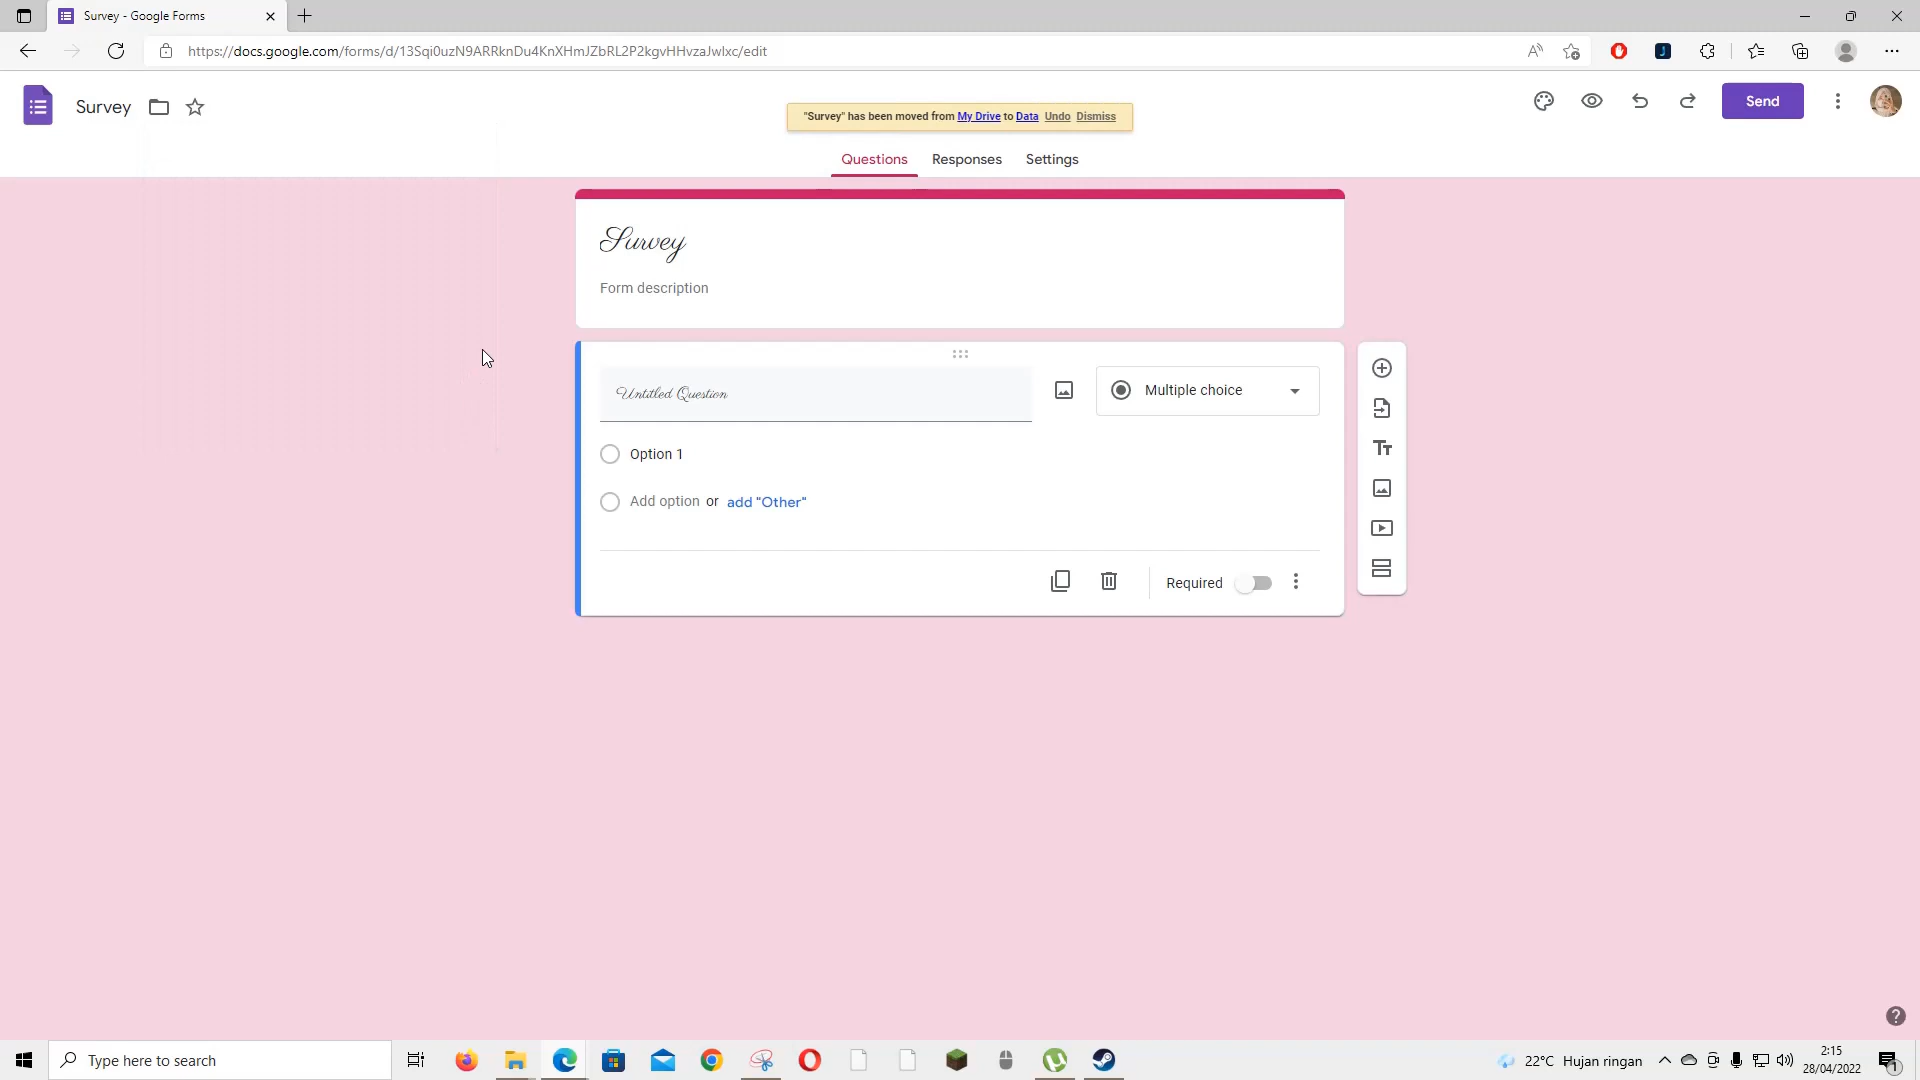 Survey - Google Forms
https://docs.google.com/forms/d/13Sqi0uzN9ARRknDu4KnXHmJZbRL2P2kgvHHvzaJwlxc/edit
Survey
"Survey" has been moved from My Drive to Data Undo Dismiss
Send
Questions Responses Settings
Survey
Form description
Untitled Question
Multiple choice
Option 1
Add option or add "Other"
Required
Type here to search
22°C Hujan ringan
2:15
28/04/2022
1